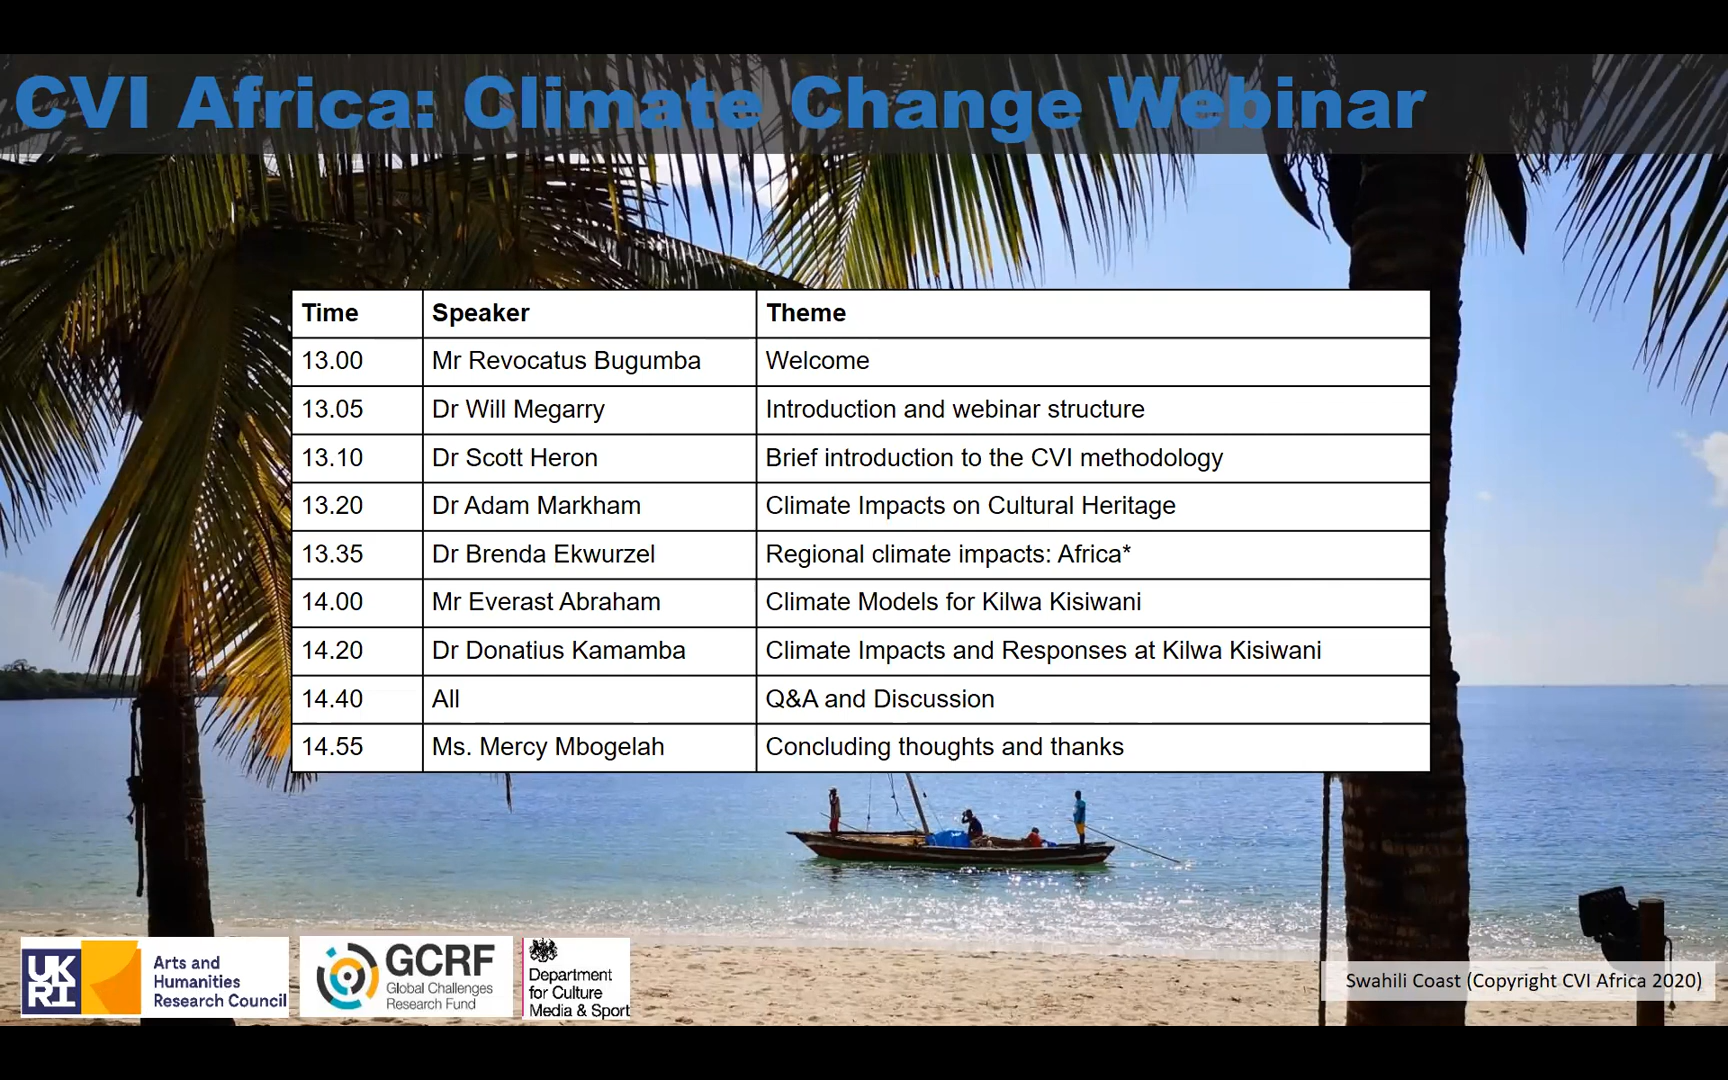 CVI Africa: Climate Change Webinar
Time Speaker Theme
13.00 Mr Revocatus Bugumba Welcome
13.05 Dr Will Megarry Introduction and webinar structure
13.10 Dr Scott Heron Brief introduction to the CVI methodology
13.20 Dr Adam Markham Climate Impacts on Cultural Heritage
13.35 Dr Brenda Ekwurzel Regional climate impacts: Africa*
14.00 Mr Everast Abraham Climate Models for Kilwa Kisiwani
14.20 Dr Donatius Kamamba Climate Impacts and Responses at Kilwa Kisiwani
14.40 All Q&A and Discussion
14.55 Ms. Mercy Mbogelah Concluding thoughts and thanks
UK
RI
Arts and
Humanities
Research Council
GCRF
Global Challenges
Research Fund
Department
for Culture
Media & Sport
Swahili Coast (Copyright CVI Africa 2020)